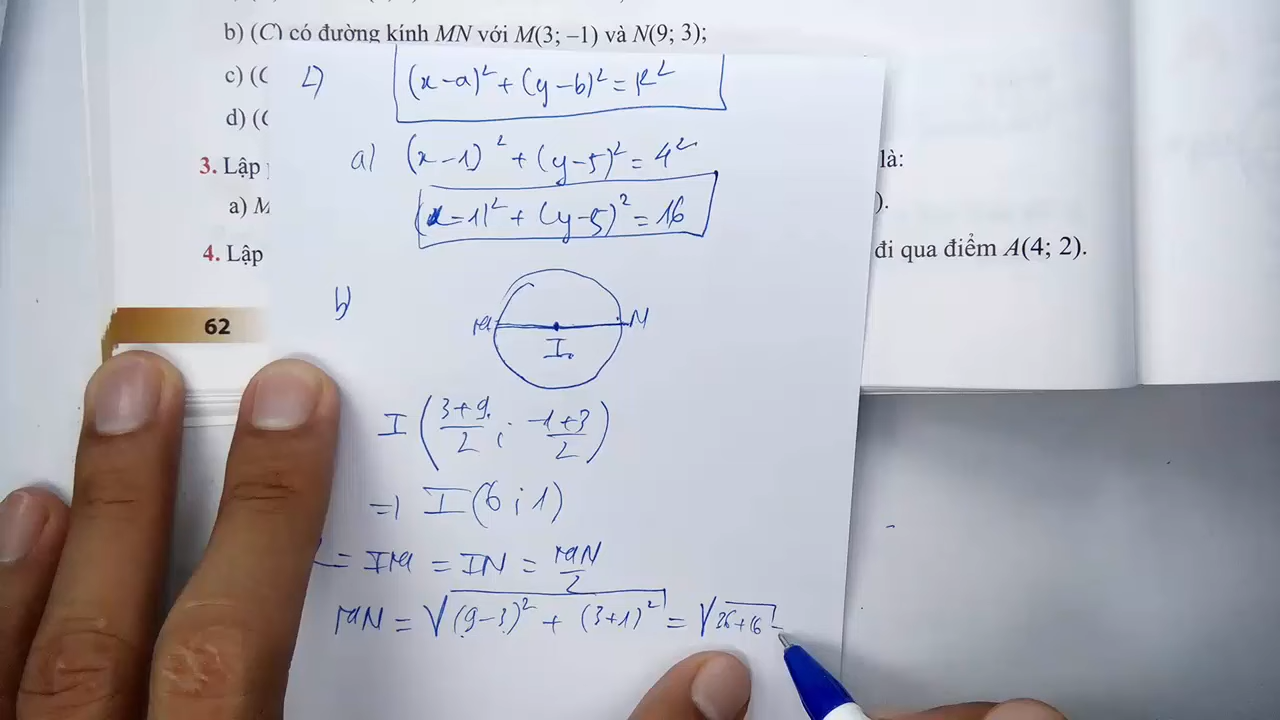 b) (C) có đường kính MN với M(3; –1) và N(9; 3);
c) (C
2) (x-a)² + (y-b)² = R²
d) (C
a) (x-1)² + (y-5)² = 4²
là:
3. Lập
(x-1)² + (y-5)² = 16
a) M
).
4. Lập
đi qua điểm A(4; 2).
b)
M N
I
62
I (3+9/2 ; -1+3/2)
=) I(6;1)
= IM = IN = MN/2
MN = √(9-3)² + (3+1)² = √36+16